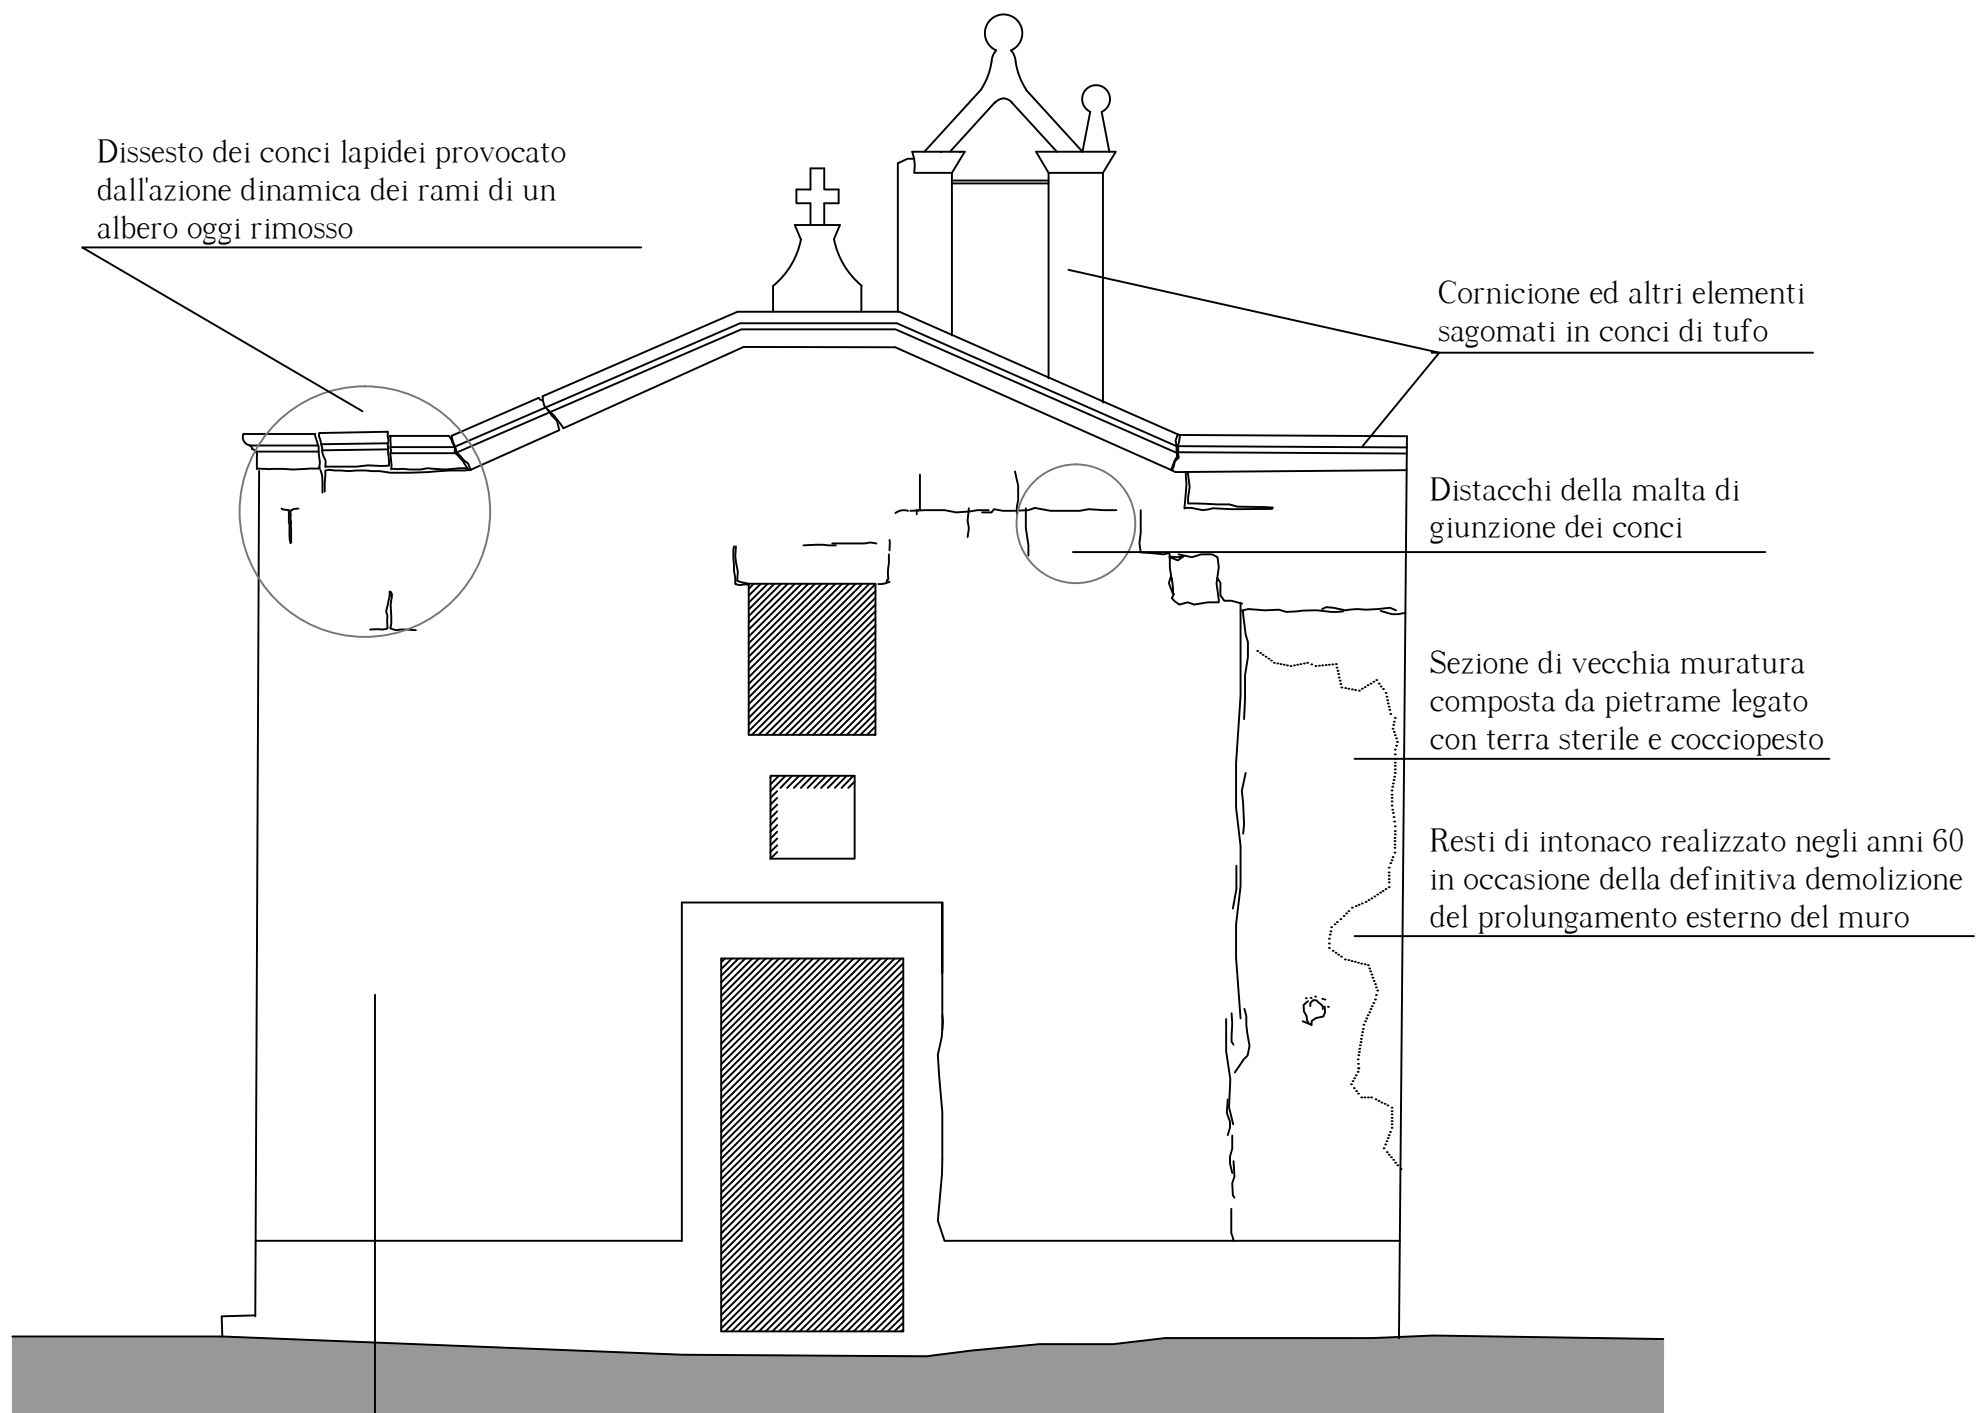 Dissesto dei conci lapidei provocato
dall'azione dinamica dei rami di un
albero oggi rimosso
Cornicione ed altri elementi
sagomati in conci di tufo
Distacchi della malta di
giunzione dei conci
Sezione di vecchia muratura
composta da pietrame legato
con terra sterile e cocciopesto
Resti di intonaco realizzato negli anni 60
in occasione della definitiva demolizione
del prolungamento esterno del muro